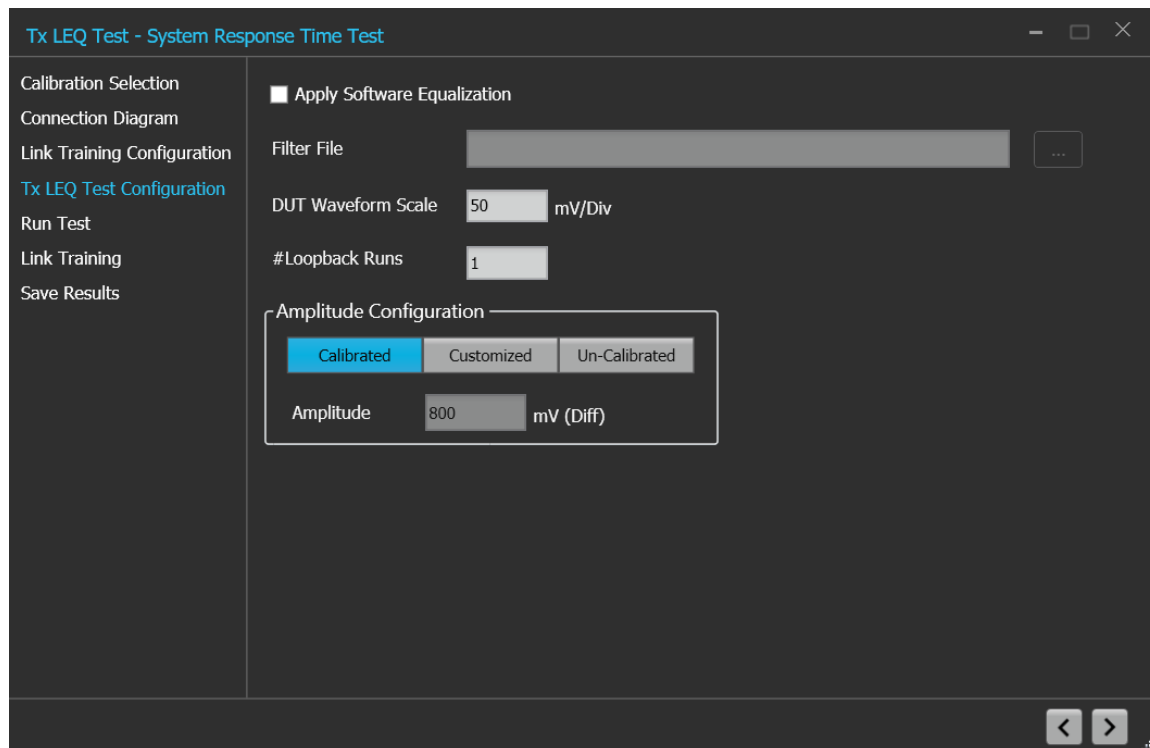 Tx LEQ Test - System Response Time Test
Calibration Selection
Connection Diagram
Link Training Configuration
Tx LEQ Test Configuration
Run Test
Link Training
Save Results
Apply Software Equalization
Filter File
...
DUT Waveform Scale 50 mV/Div
#Loopback Runs 1
Amplitude Configuration
Calibrated Customized Un-Calibrated
Amplitude 800 mV (Diff)